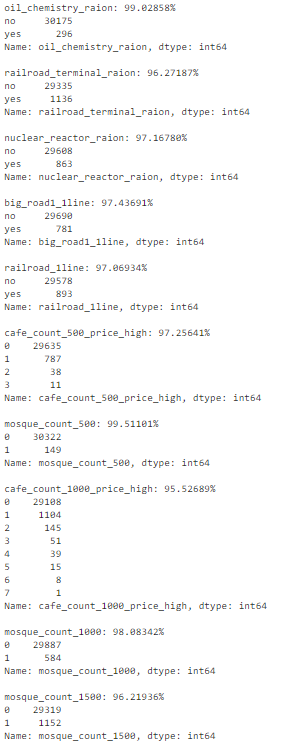 oil_chemistry_raion: 99.02858%
no     30175
yes      296
Name: oil_chemistry_raion, dtype: int64

railroad_terminal_raion: 96.27187%
no     29335
yes     1136
Name: railroad_terminal_raion, dtype: int64

nuclear_reactor_raion: 97.16780%
no     29608
yes      863
Name: nuclear_reactor_raion, dtype: int64

big_road1_1line: 97.43691%
no     29690
yes      781
Name: big_road1_1line, dtype: int64

railroad_1line: 97.06934%
no     29578
yes      893
Name: railroad_1line, dtype: int64

cafe_count_500_price_high: 97.25641%
0    29635
1      787
2       38
3       11
Name: cafe_count_500_price_high, dtype: int64

mosque_count_500: 99.51101%
0    30322
1      149
Name: mosque_count_500, dtype: int64

cafe_count_1000_price_high: 95.52689%
0    29108
1     1104
2      145
3       51
4       39
5       15
6        8
7        1
Name: cafe_count_1000_price_high, dtype: int64

mosque_count_1000: 98.08342%
0    29887
1      584
Name: mosque_count_1000, dtype: int64

mosque_count_1500: 96.21936%
0    29319
1     1152
Name: mosque_count_1500, dtype: int64